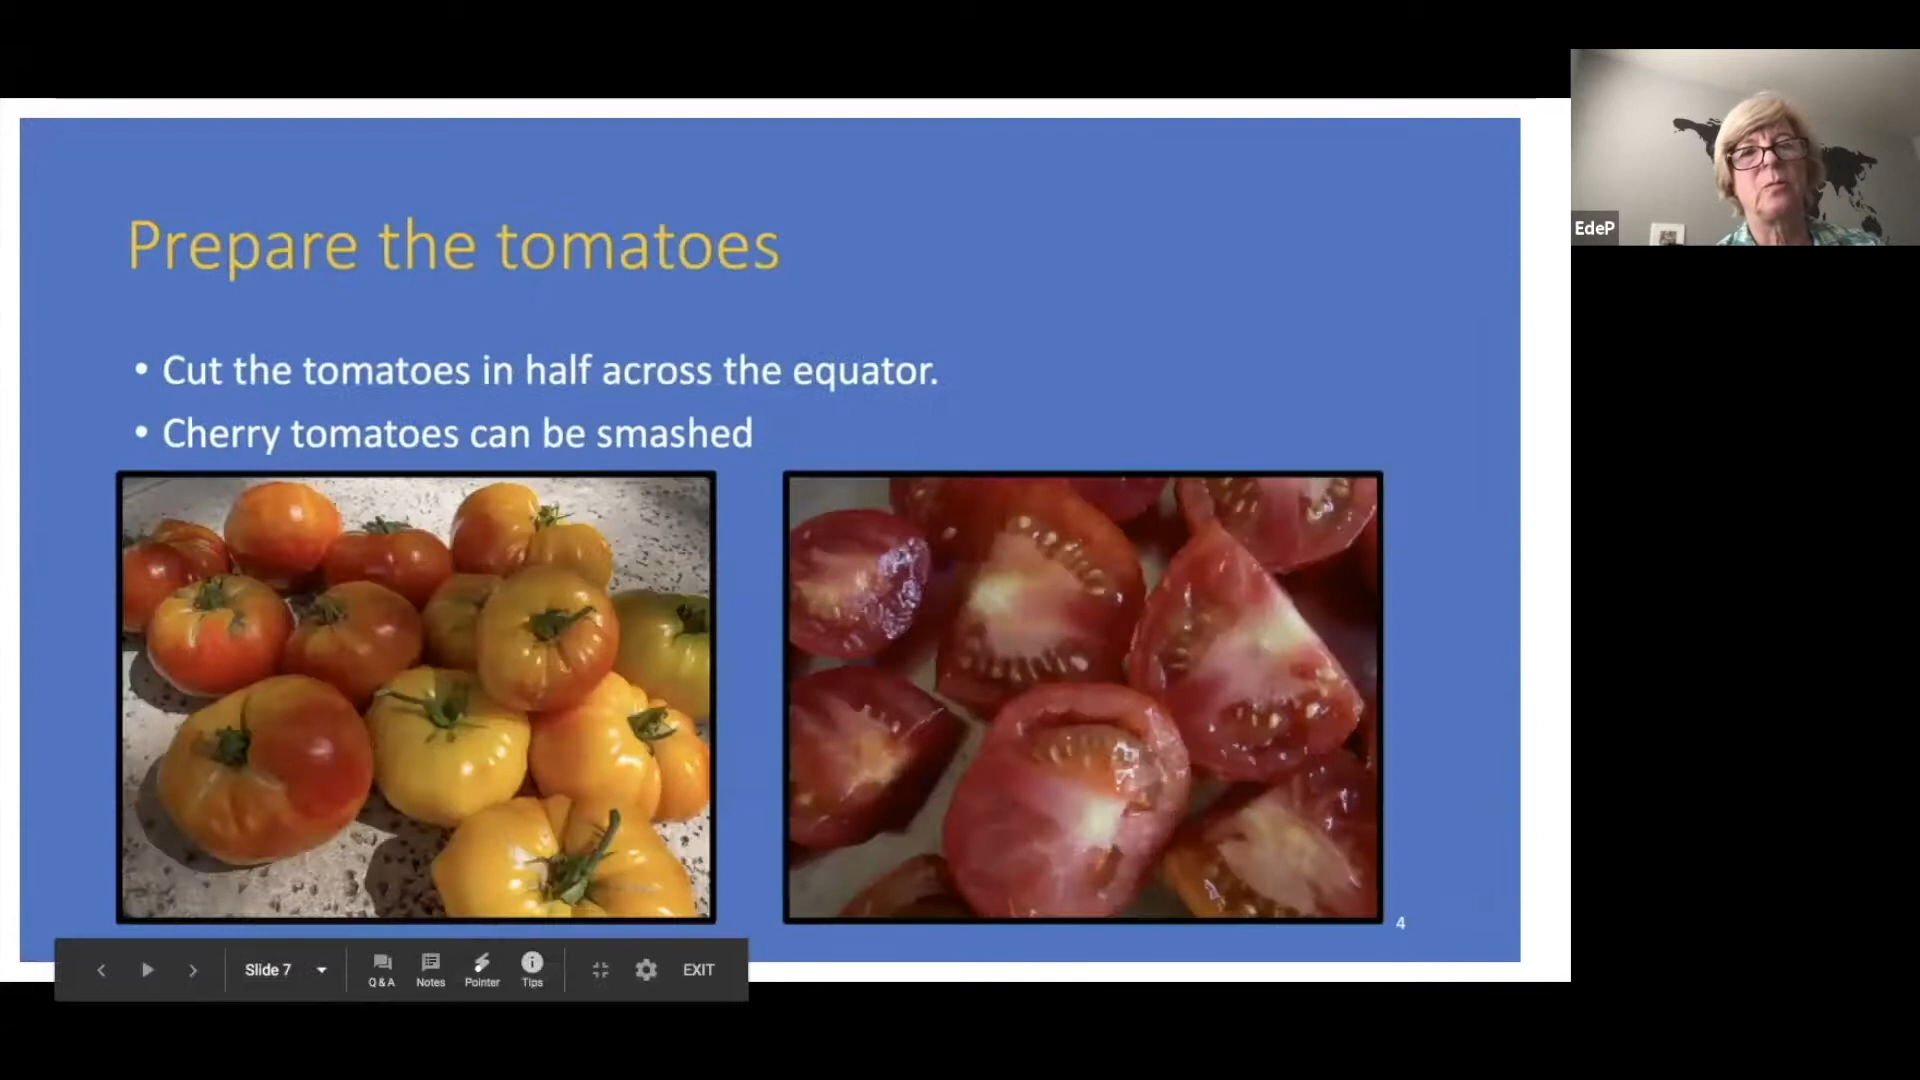 Prepare the tomatoes
• Cut the tomatoes in half across the equator.
• Cherry tomatoes can be smashed
4
EdeP
Slide 7
Q & A
Notes
Pointer
Tips
EXIT